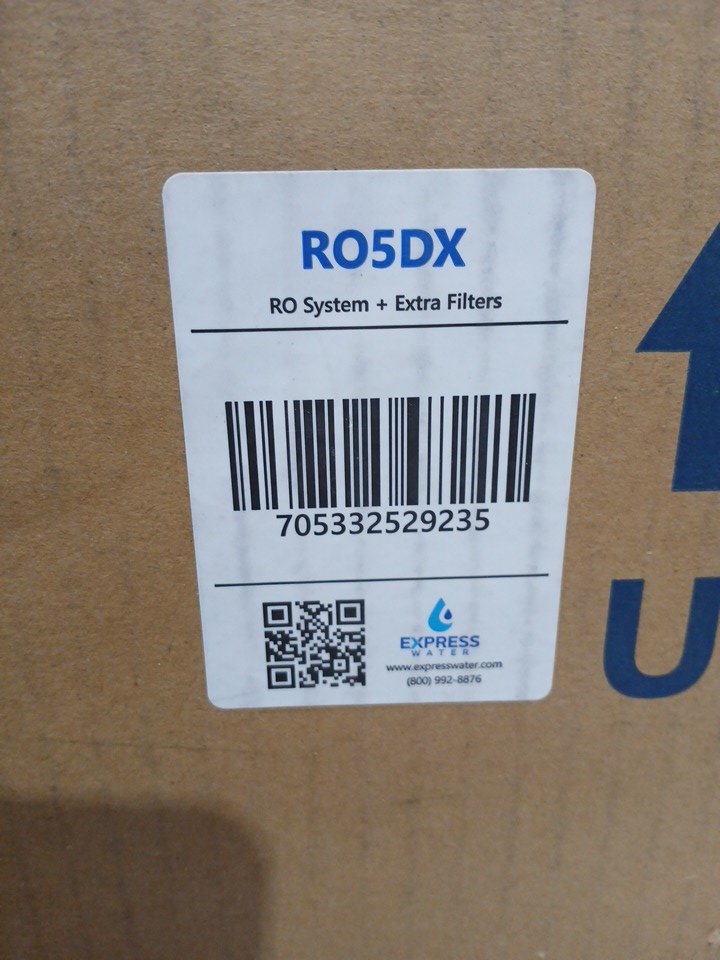 RO5DX
RO System + Extra Filters
705332529235
EXPRESS
WATER
www.expresswater.com
(800) 992-8876
U